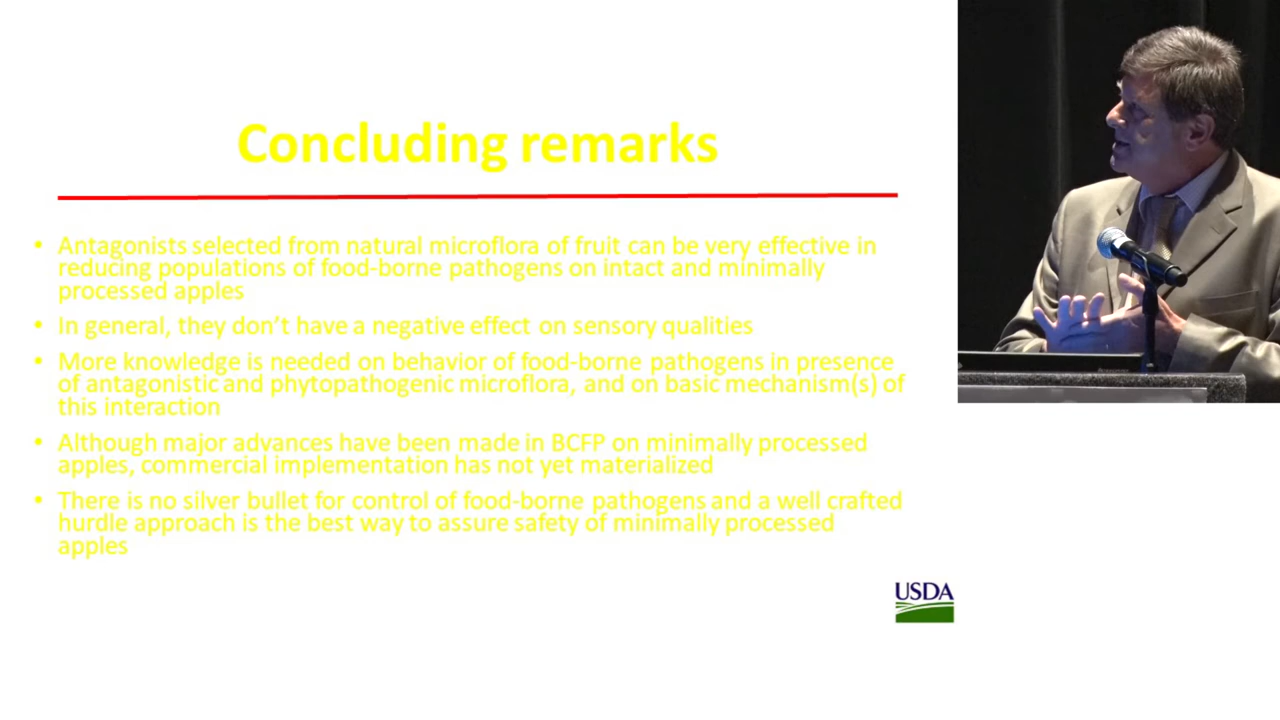 Concluding remarks
• Antagonists selected from natural microflora of fruit can be very effective in
reducing populations of food-borne pathogens on intact and minimally
processed apples
• In general, they don’t have a negative effect on sensory qualities
• More knowledge is needed on behavior of food-borne pathogens in presence
of antagonistic and phytopathogenic microflora, and on basic mechanism(s) of
this interaction
• Although major advances have been made in BCFP on minimally processed
apples, commercial implementation has not yet materialized
• There is no silver bullet for control of food-borne pathogens and a well crafted
hurdle approach is the best way to assure safety of minimally processed
apples
USDA